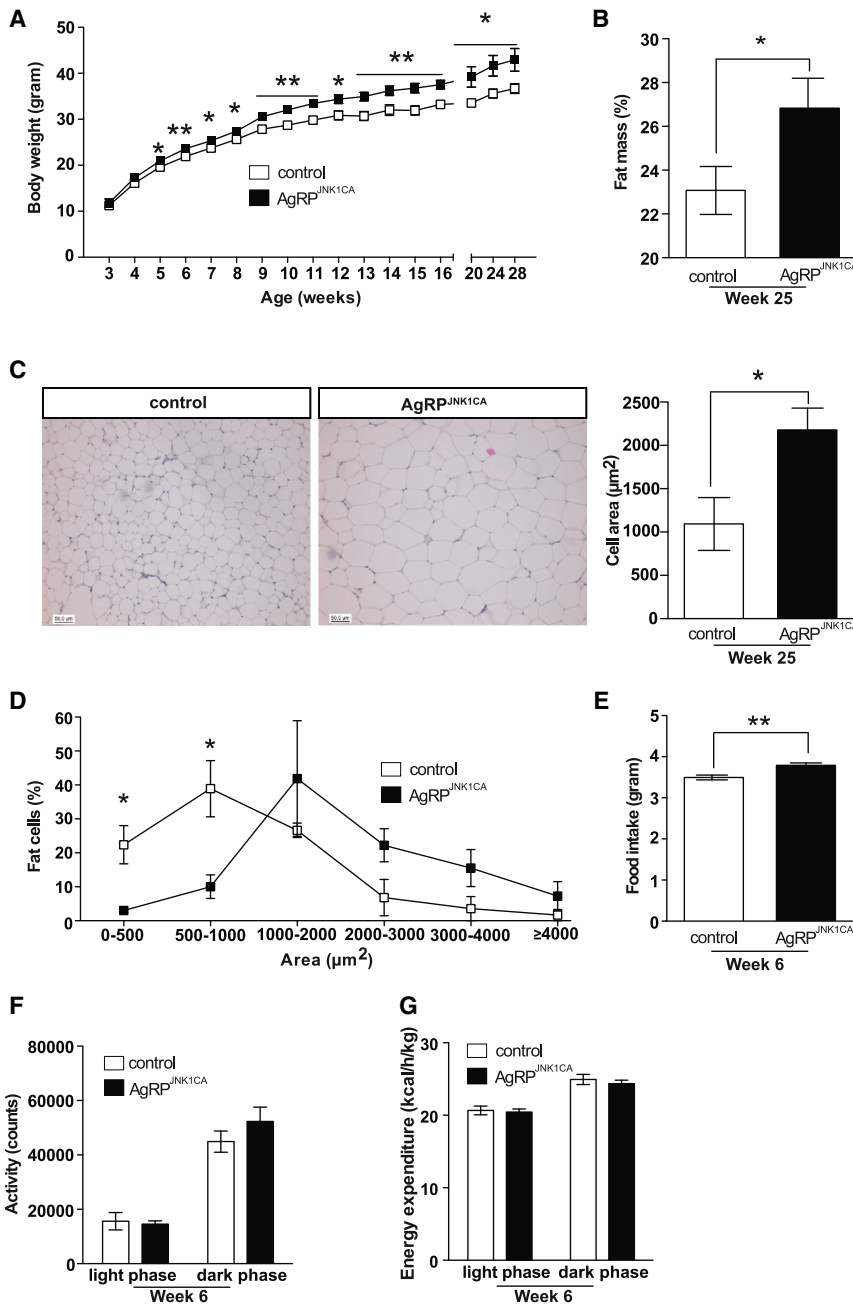 A
Body weight (gram)
50
40
30
20
10
0
*
**
*
*
**
*
**
*
control
AgRP^JNK1CA
3 4 5 6 7 8 9 10 11 12 13 14 15 16 20 24 28
Age (weeks)
B
Fat mass (%)
30
28
26
24
22
20
*
control AgRP^JNK1CA
Week 25
C
control
AgRP^JNK1CA
50.0 µm
50.0 µm
Cell area (µm2)
2500
2000
1500
1000
500
0
*
control AgRP^JNK1CA
Week 25
D
Fat cells (%)
60
50
40
30
20
10
0
*
*
control
AgRP^JNK1CA
0-500 500-1000 1000-2000 2000-3000 3000-4000 ≥4000
Area (µm²)
E
Food intake (gram)
5
4
3
2
1
0
**
control AgRP^JNK1CA
Week 6
F
Activity (counts)
80000
60000
40000
20000
0
control
AgRP^JNK1CA
light phase dark phase
Week 6
G
Energy expenditure (kcal/h/kg)
30
20
10
0
control
AgRP^JNK1CA
light phase dark phase
Week 6